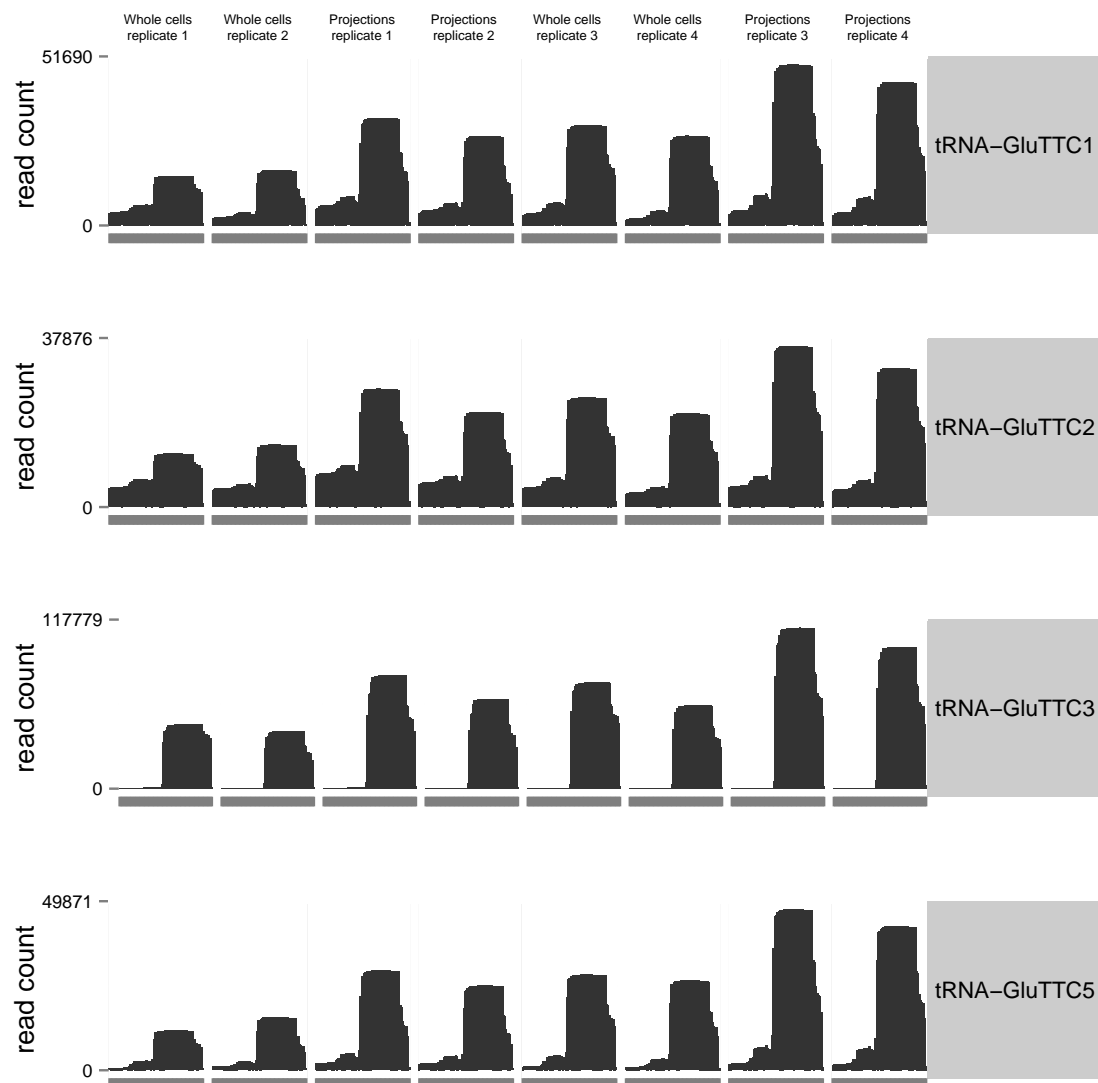 Whole cells replicate 1
Whole cells replicate 2
Projections replicate 1
Projections replicate 2
Whole cells replicate 3
Whole cells replicate 4
Projections replicate 3
Projections replicate 4
51690
read count
0
tRNA−GluTTC1
37876
read count
0
tRNA−GluTTC2
117779
read count
0
tRNA−GluTTC3
49871
read count
0
tRNA−GluTTC5